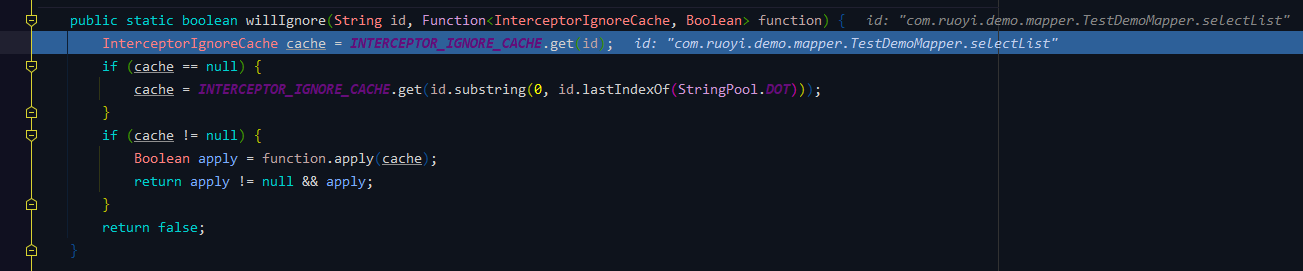 public static boolean willIgnore(String id, Function<InterceptorIgnoreCache, Boolean> function) { id: "com.ruoyi.demo.mapper.TestDemoMapper.selectList"
InterceptorIgnoreCache cache = INTERCEPTOR_IGNORE_CACHE.get(id); id: "com.ruoyi.demo.mapper.TestDemoMapper.selectList"
if (cache == null) {
cache = INTERCEPTOR_IGNORE_CACHE.get(id.substring(0, id.lastIndexOf(StringPool.DOT)));
}
if (cache != null) {
Boolean apply = function.apply(cache);
return apply != null && apply;
}
return false;
}